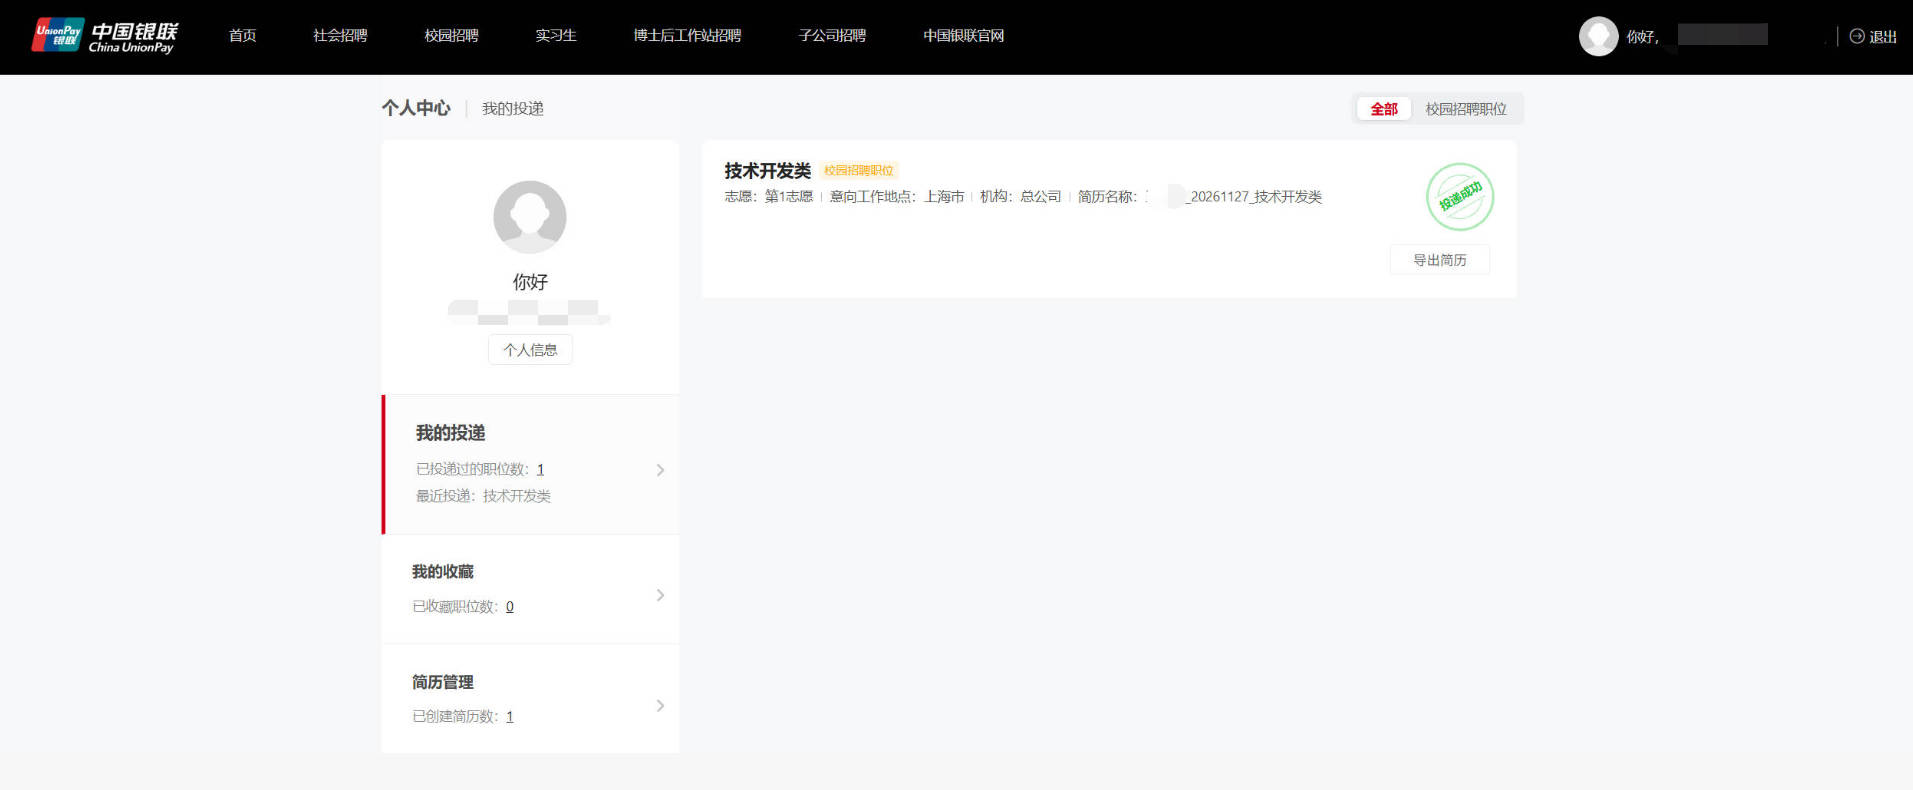 UnionPay 银联 中国银联 China UnionPay
首页 社会招聘 校园招聘 实习生 博士后工作站招聘 子公司招聘 中国银联官网 你好, 退出
个人中心 我的投递 全部 校园招聘职位
你好
个人信息
我的投递
已投递过的职位数：1
最近投递：技术开发类
我的收藏
已收藏职位数：0
简历管理
已创建简历数：1
技术开发类 校园招聘职位
志愿：第1志愿 意向工作地点：上海市 机构：总公司 简历名称： _20261127_技术开发类
投递成功
导出简历